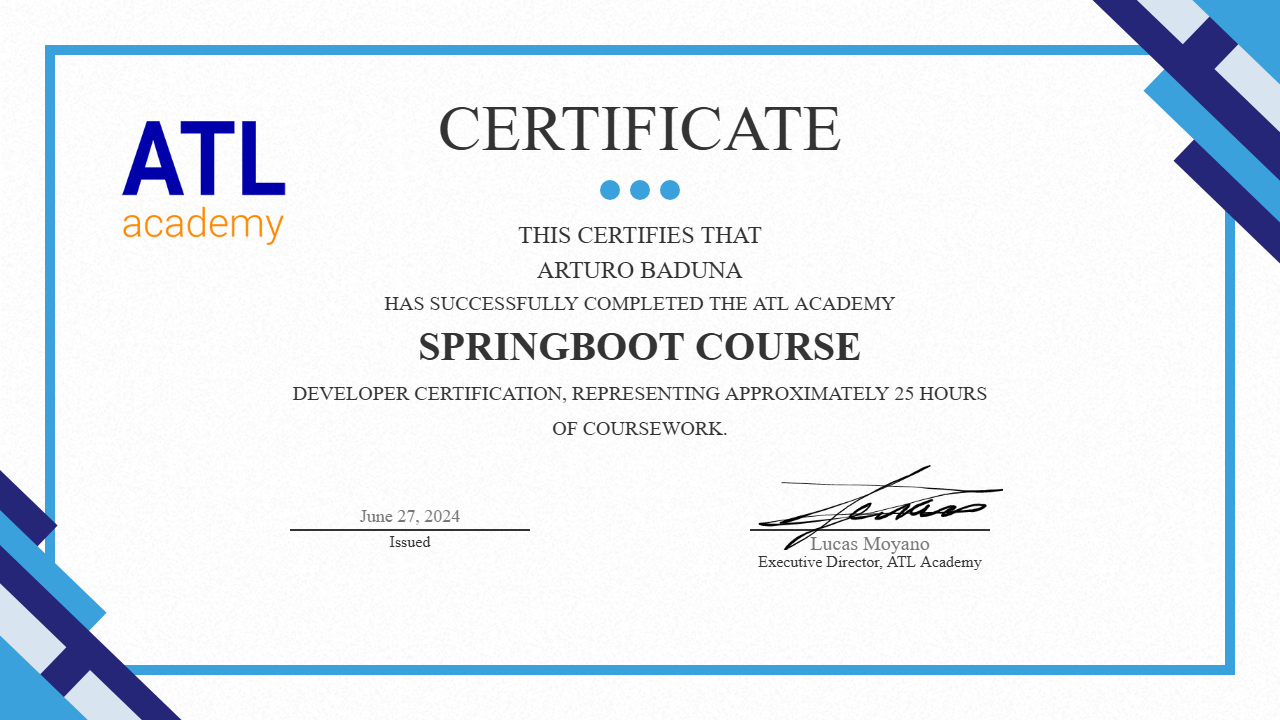 ATL
academy
CERTIFICATE
THIS CERTIFIES THAT
ARTURO BADUNA
HAS SUCCESSFULLY COMPLETED THE ATL ACADEMY
SPRINGBOOT COURSE
DEVELOPER CERTIFICATION, REPRESENTING APPROXIMATELY 25 HOURS
OF COURSEWORK.
June 27, 2024
Issued
Lucas Moyano
Executive Director, ATL Academy